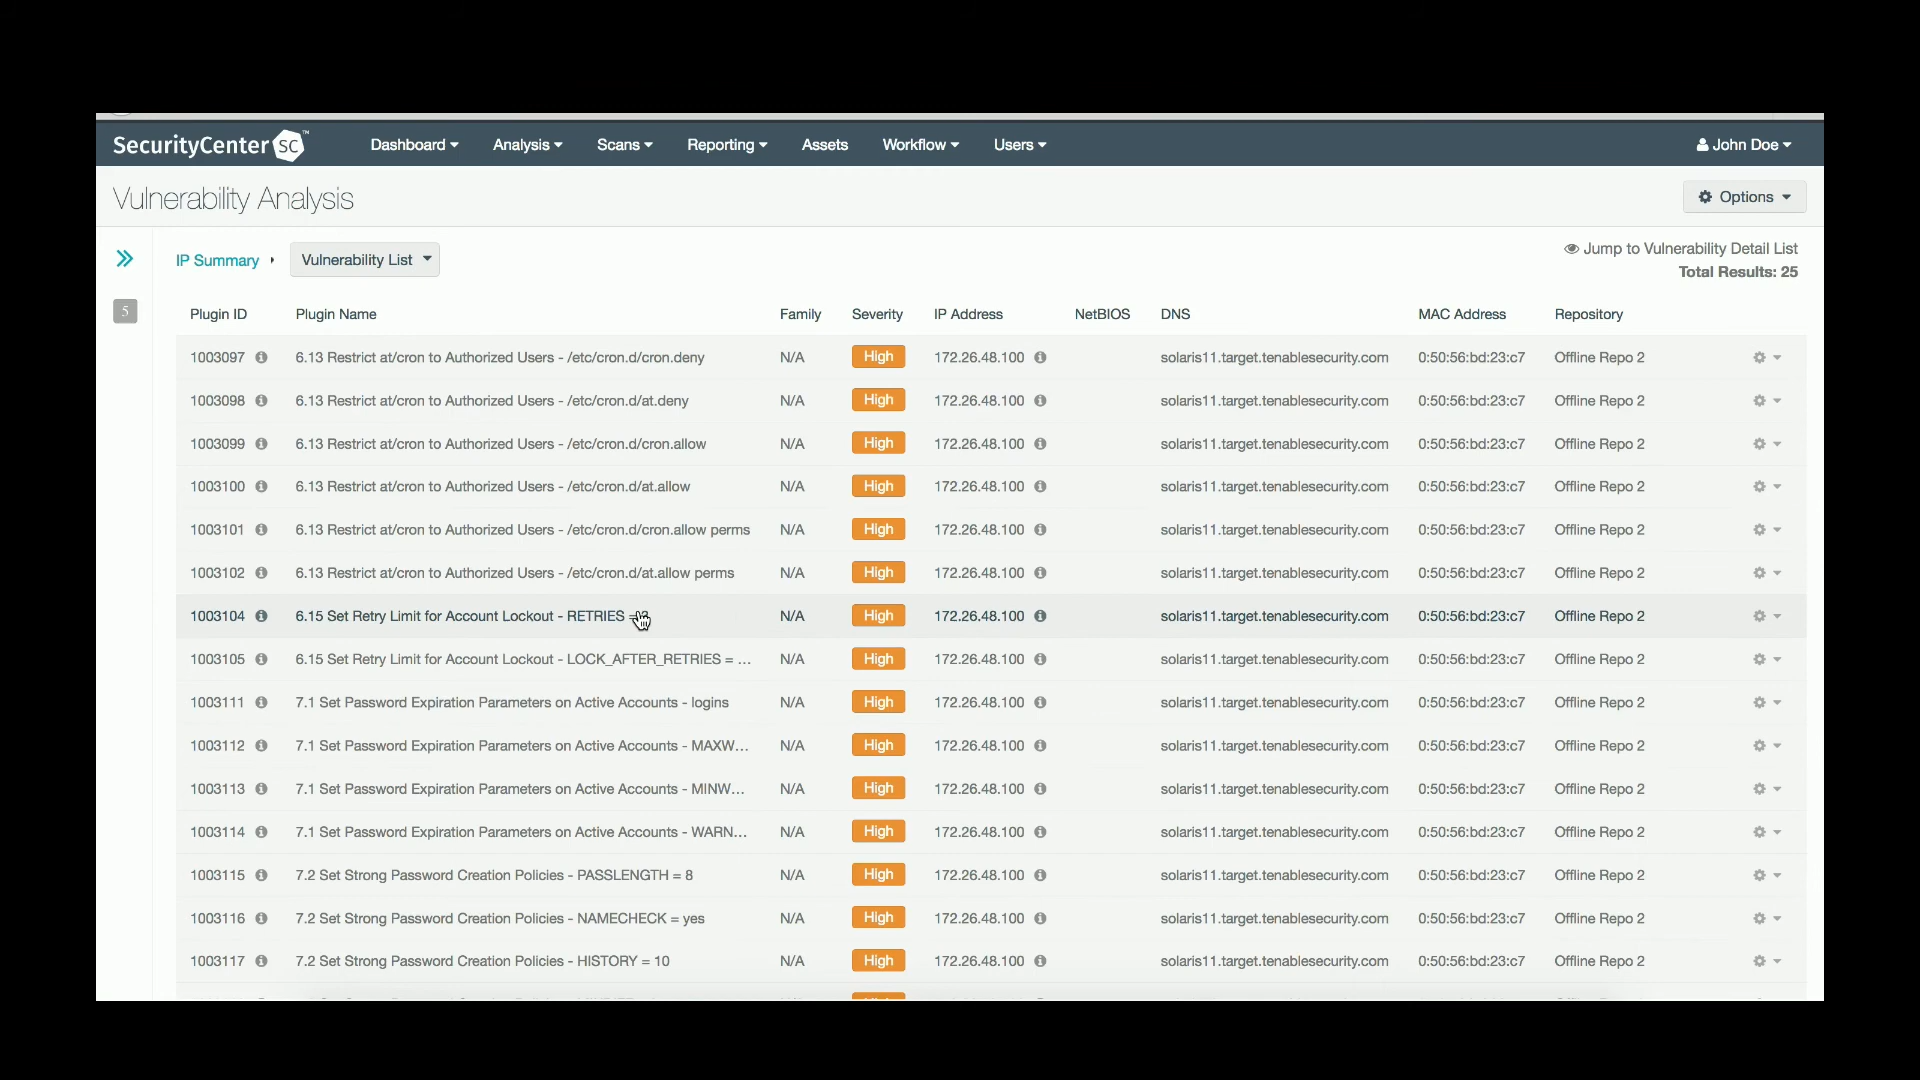 SecurityCenter SC ™ Dashboard Analysis Scans Reporting Assets Workflow Users John Doe
Vulnerability Analysis Options
IP Summary Vulnerability List Jump to Vulnerability Detail List
Total Results: 25
5
Plugin ID Plugin Name Family Severity IP Address NetBIOS DNS MAC Address Repository
1003097 6.13 Restrict at/cron to Authorized Users - /etc/cron.d/cron.deny N/A High 172.26.48.100 solaris11.target.tenablesecurity.com 0:50:56:bd:23:c7 Offline Repo 2
1003098 6.13 Restrict at/cron to Authorized Users - /etc/cron.d/at.deny N/A High 172.26.48.100 solaris11.target.tenablesecurity.com 0:50:56:bd:23:c7 Offline Repo 2
1003099 6.13 Restrict at/cron to Authorized Users - /etc/cron.d/cron.allow N/A High 172.26.48.100 solaris11.target.tenablesecurity.com 0:50:56:bd:23:c7 Offline Repo 2
1003100 6.13 Restrict at/cron to Authorized Users - /etc/cron.d/at.allow N/A High 172.26.48.100 solaris11.target.tenablesecurity.com 0:50:56:bd:23:c7 Offline Repo 2
1003101 6.13 Restrict at/cron to Authorized Users - /etc/cron.d/cron.allow perms N/A High 172.26.48.100 solaris11.target.tenablesecurity.com 0:50:56:bd:23:c7 Offline Repo 2
1003102 6.13 Restrict at/cron to Authorized Users - /etc/cron.d/at.allow perms N/A High 172.26.48.100 solaris11.target.tenablesecurity.com 0:50:56:bd:23:c7 Offline Repo 2
1003104 6.15 Set Retry Limit for Account Lockout - RETRIES N/A High 172.26.48.100 solaris11.target.tenablesecurity.com 0:50:56:bd:23:c7 Offline Repo 2
1003105 6.15 Set Retry Limit for Account Lockout - LOCK_AFTER_RETRIES = ... N/A High 172.26.48.100 solaris11.target.tenablesecurity.com 0:50:56:bd:23:c7 Offline Repo 2
1003111 7.1 Set Password Expiration Parameters on Active Accounts - logins N/A High 172.26.48.100 solaris11.target.tenablesecurity.com 0:50:56:bd:23:c7 Offline Repo 2
1003112 7.1 Set Password Expiration Parameters on Active Accounts - MAXW... N/A High 172.26.48.100 solaris11.target.tenablesecurity.com 0:50:56:bd:23:c7 Offline Repo 2
1003113 7.1 Set Password Expiration Parameters on Active Accounts - MINW... N/A High 172.26.48.100 solaris11.target.tenablesecurity.com 0:50:56:bd:23:c7 Offline Repo 2
1003114 7.1 Set Password Expiration Parameters on Active Accounts - WARN... N/A High 172.26.48.100 solaris11.target.tenablesecurity.com 0:50:56:bd:23:c7 Offline Repo 2
1003115 7.2 Set Strong Password Creation Policies - PASSLENGTH = 8 N/A High 172.26.48.100 solaris11.target.tenablesecurity.com 0:50:56:bd:23:c7 Offline Repo 2
1003116 7.2 Set Strong Password Creation Policies - NAMECHECK = yes N/A High 172.26.48.100 solaris11.target.tenablesecurity.com 0:50:56:bd:23:c7 Offline Repo 2
1003117 7.2 Set Strong Password Creation Policies - HISTORY = 10 N/A High 172.26.48.100 solaris11.target.tenablesecurity.com 0:50:56:bd:23:c7 Offline Repo 2